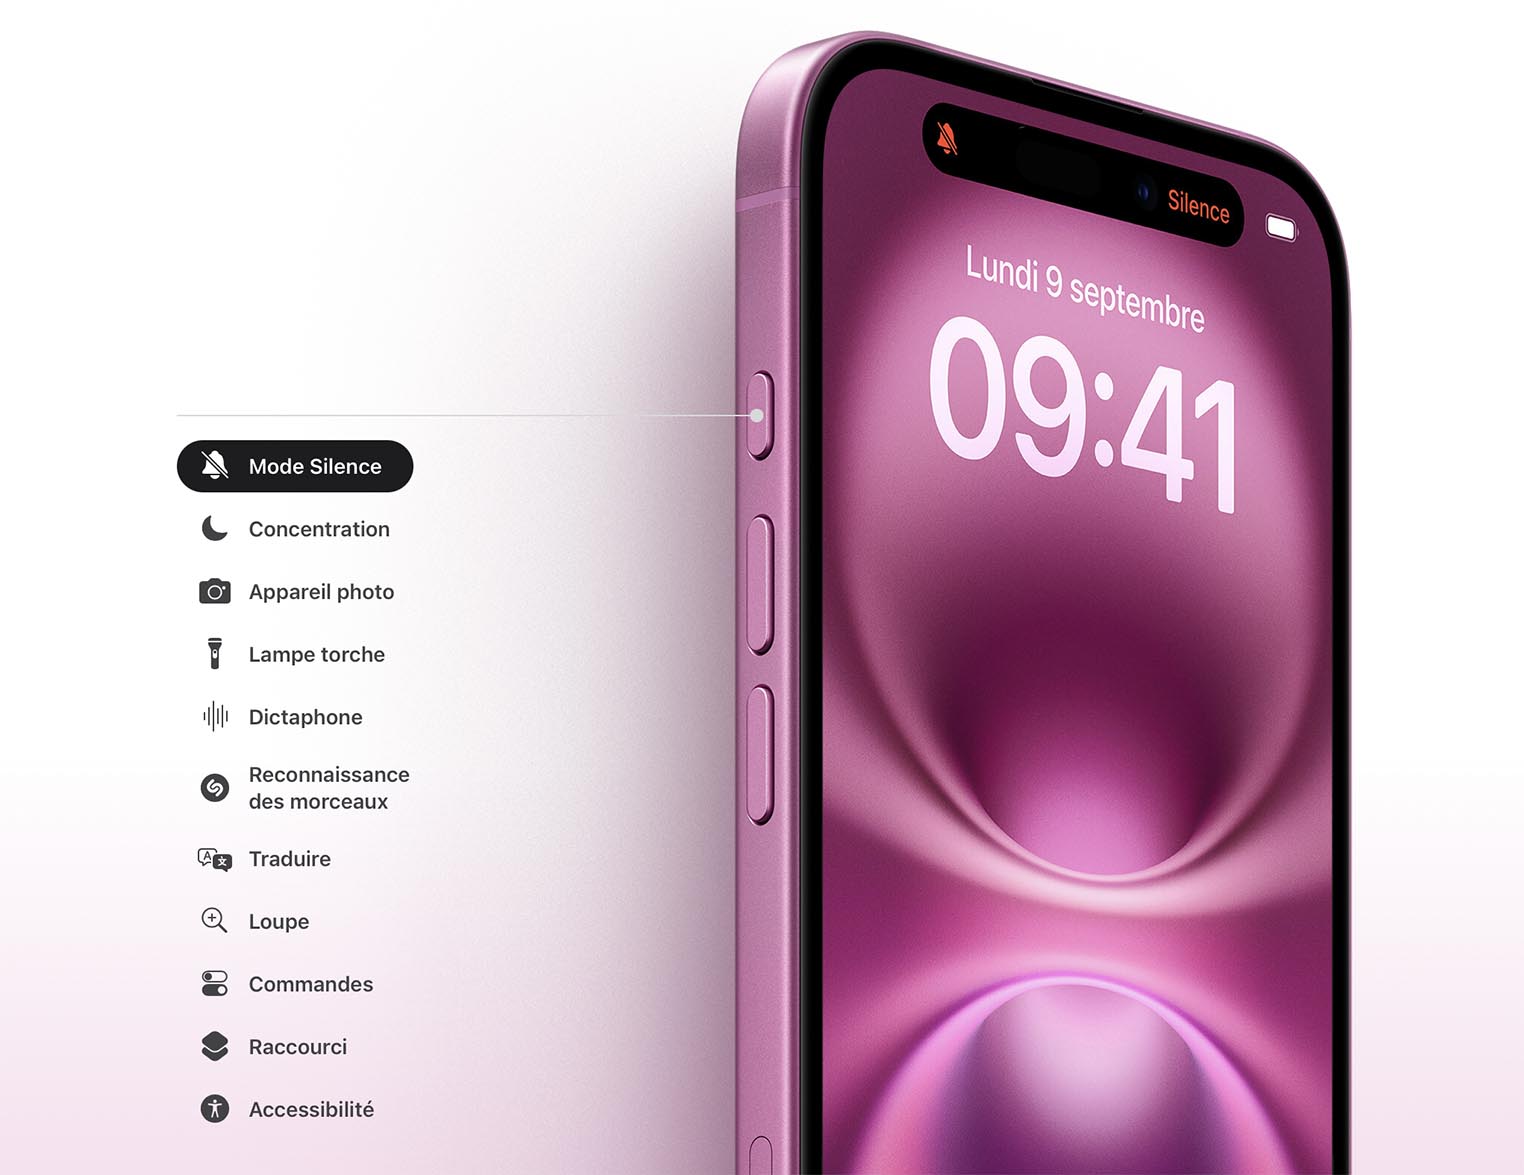 Silence
Lundi 9 septembre
09:41
Mode Silence
Concentration
Appareil photo
Lampe torche
Dictaphone
Reconnaissance
des morceaux
Traduire
Loupe
Commandes
Raccourci
Accessibilité